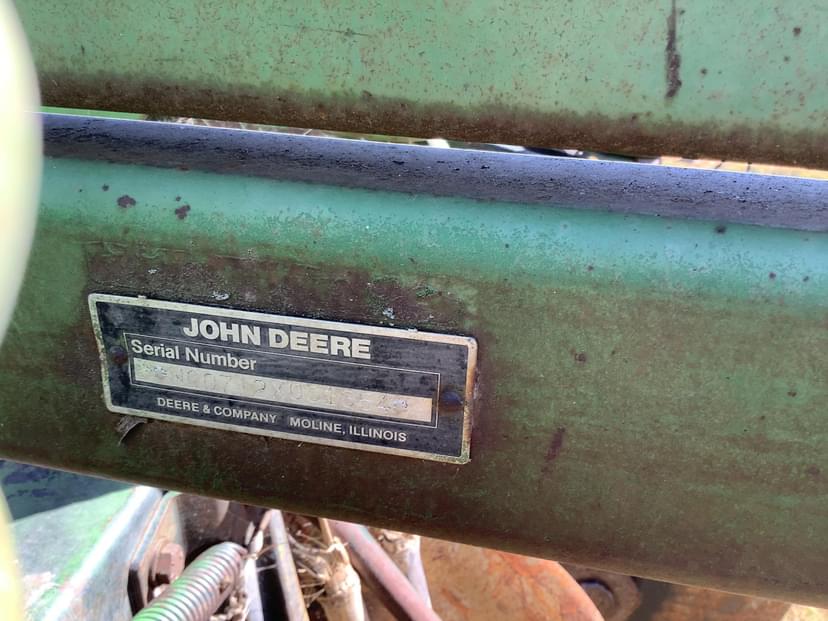 JOHN DEERE
Serial Number
DEERE & COMPANY MOLINE, ILLINOIS